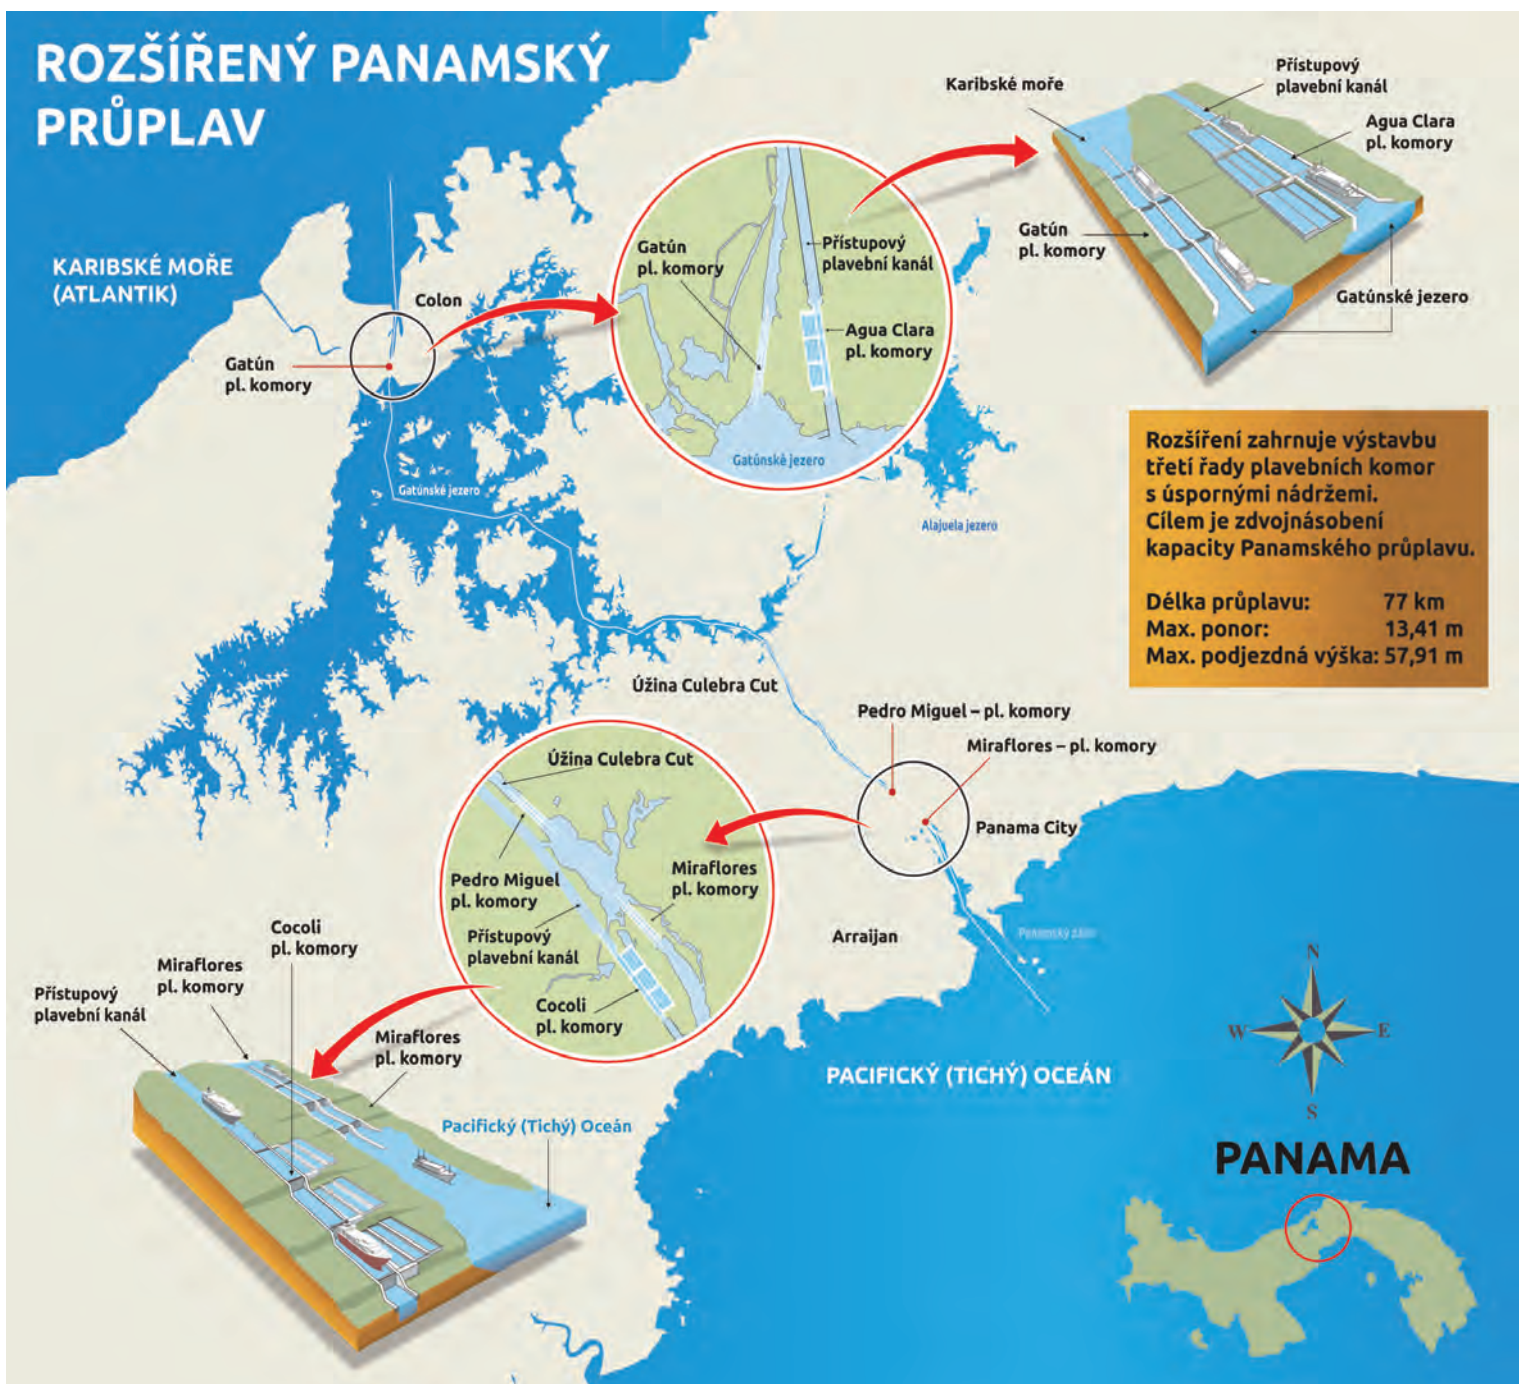 ROZŠÍŘENÝ PANAMSKÝ
PRŮPLAV
KARIBSKÉ MOŘE
(ATLANTIK)
Colon
Gatún
pl. komory
Gatúnské jezero
Gatún
pl. komory
Přístupový
plavební kanál
Agua Clara
pl. komory
Gatúnské jezero
Karibské moře
Přístupový
plavební kanál
Agua Clara
pl. komory
Gatún
pl. komory
Gatúnské jezero
Alajuela jezero
Rozšíření zahrnuje výstavbu
třetí řady plavebních komor
s úspornými nádržemi.
Cílem je zdvojnásobení
kapacity Panamského průplavu.
Délka průplavu: 77 km
Max. ponor: 13,41 m
Max. podjezdná výška: 57,91 m
Úžina Culebra Cut
Pedro Miguel – pl. komory
Miraflores – pl. komory
Panama City
Arraijan
Panamský záliv
Úžina Culebra Cut
Pedro Miguel
pl. komory
Miraflores
pl. komory
Přístupový
plavební kanál
Cocoli
pl. komory
Cocoli
pl. komory
Miraflores
pl. komory
Přístupový
plavební kanál
Miraflores
pl. komory
Pacifický (Tichý) Oceán
PACIFICKÝ (TICHÝ) OCEÁN
N
W
E
S
PANAMA